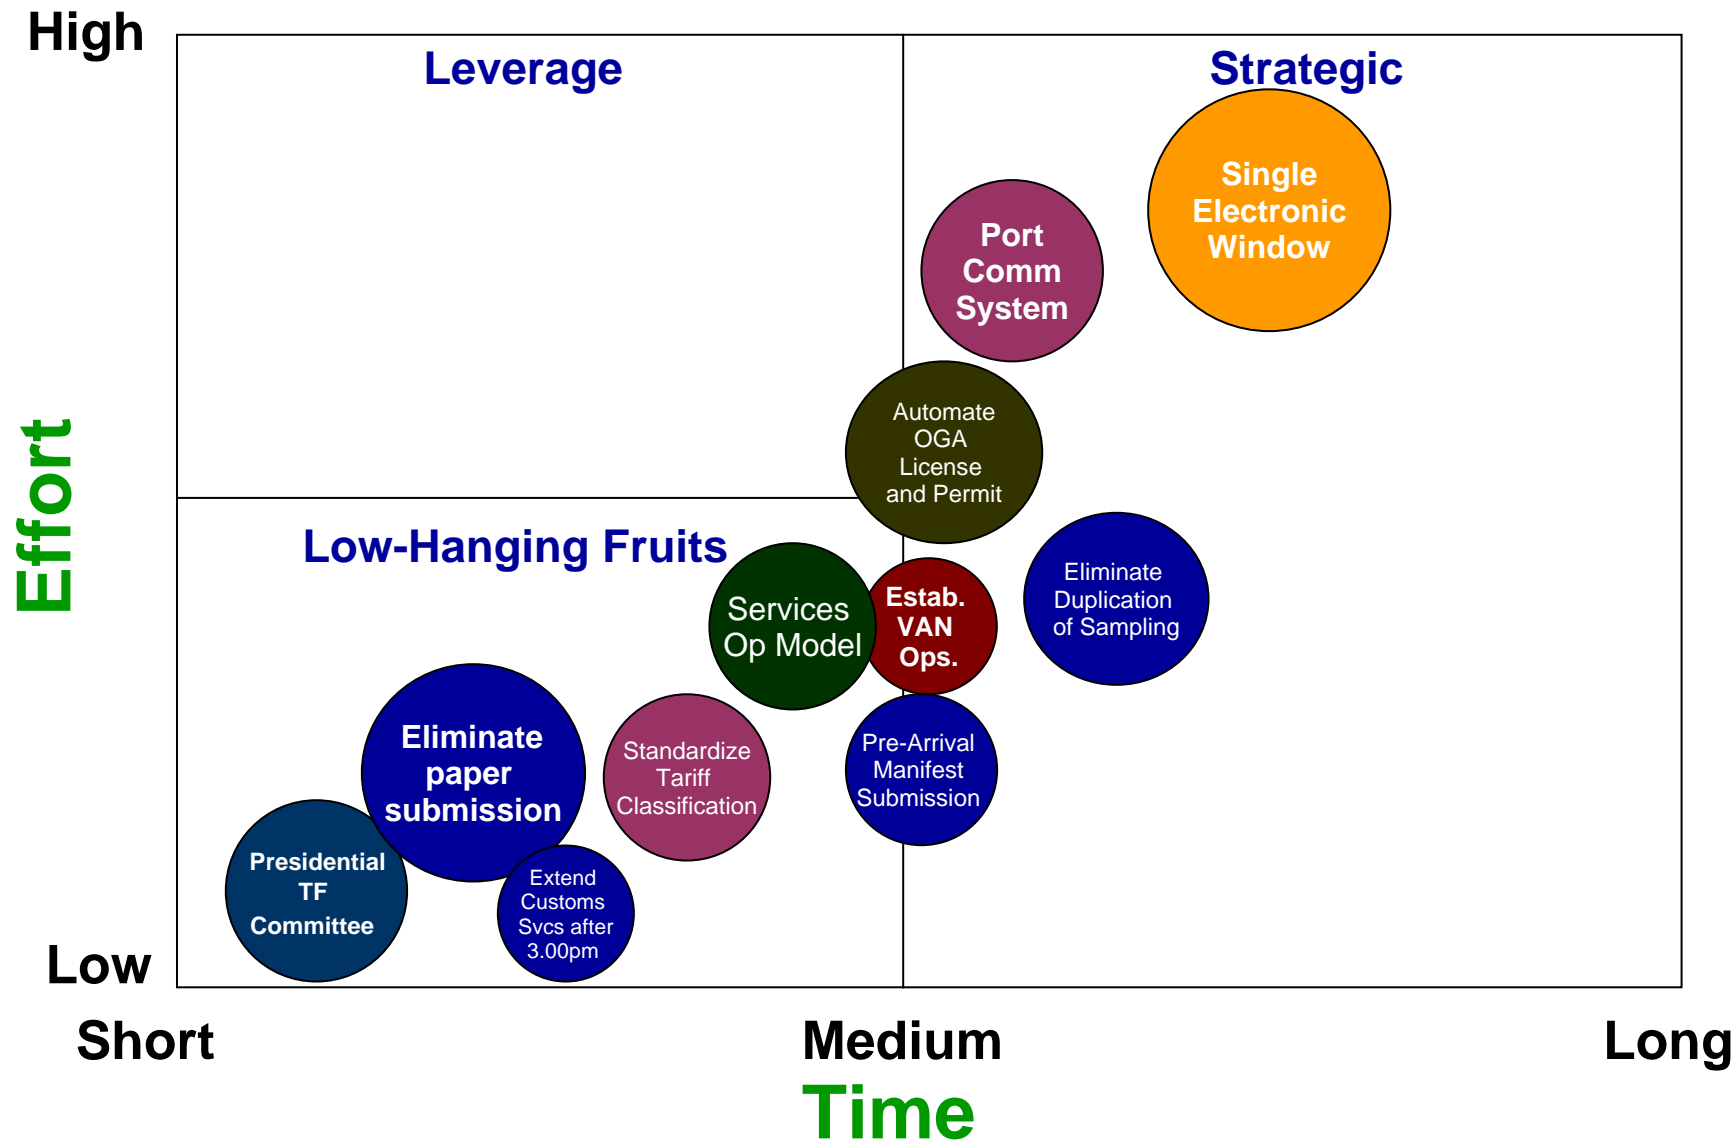 High
Leverage
Strategic
Single
Electronic
Window
Port
Comm
System
Automate
OGA
License
and Permit
Effort
Low-Hanging Fruits
Services
Op Model
Estab.
VAN
Ops.
Eliminate
Duplication
of Sampling
Eliminate
paper
submission
Standardize
Tariff
Classification
Pre-Arrival
Manifest
Submission
Presidential
TF
Committee
Extend
Customs
Svcs after
3.00pm
Low
Short
Medium
Long
Time